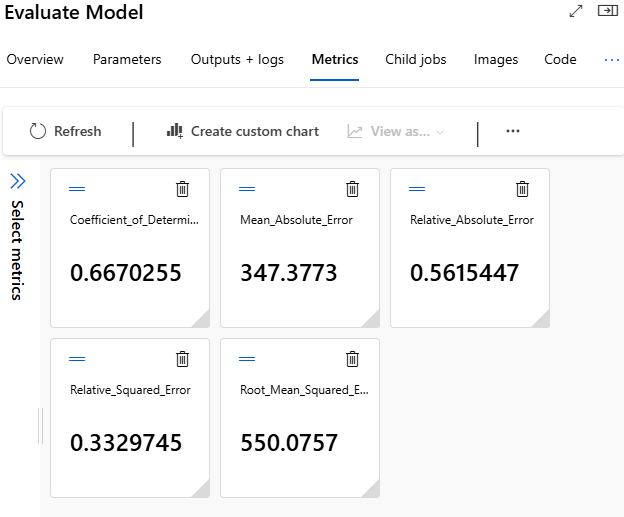 Evaluate Model
Overview Parameters Outputs + logs Metrics Child jobs Images Code ...
Refresh Create custom chart View as... ...
Select metrics
Coefficient_of_Determi... Mean_Absolute_Error Relative_Absolute_Error
0.6670255 347.3773 0.5615447
Relative_Squared_Error Root_Mean_Squared_E...
0.3329745 550.0757